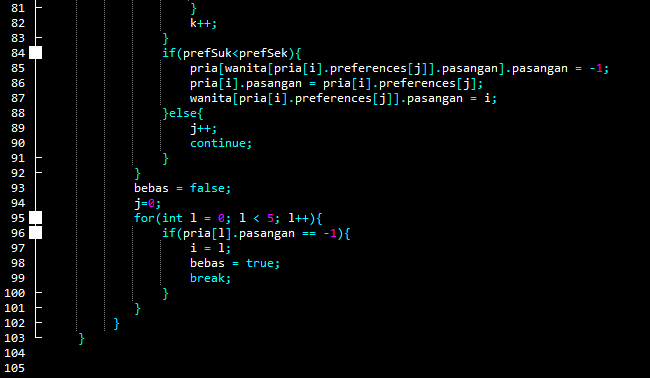 81 }
82 k++;
83 }
84 if(prefSuk<prefSek){
85 pria[wanita[pria[i].preferences[j]].pasangan].pasangan = -1;
86 pria[i].pasangan = pria[i].preferences[j];
87 wanita[pria[i].preferences[j]].pasangan = i;
88 }else{
89 j++;
90 continue;
91 }
92 }
93 bebas = false;
94 j=0;
95 for(int l = 0; l < 5; l++){
96 if(pria[l].pasangan == -1){
97 i = l;
98 bebas = true;
99 break;
100 }
101 }
102 }
103 }
104
105